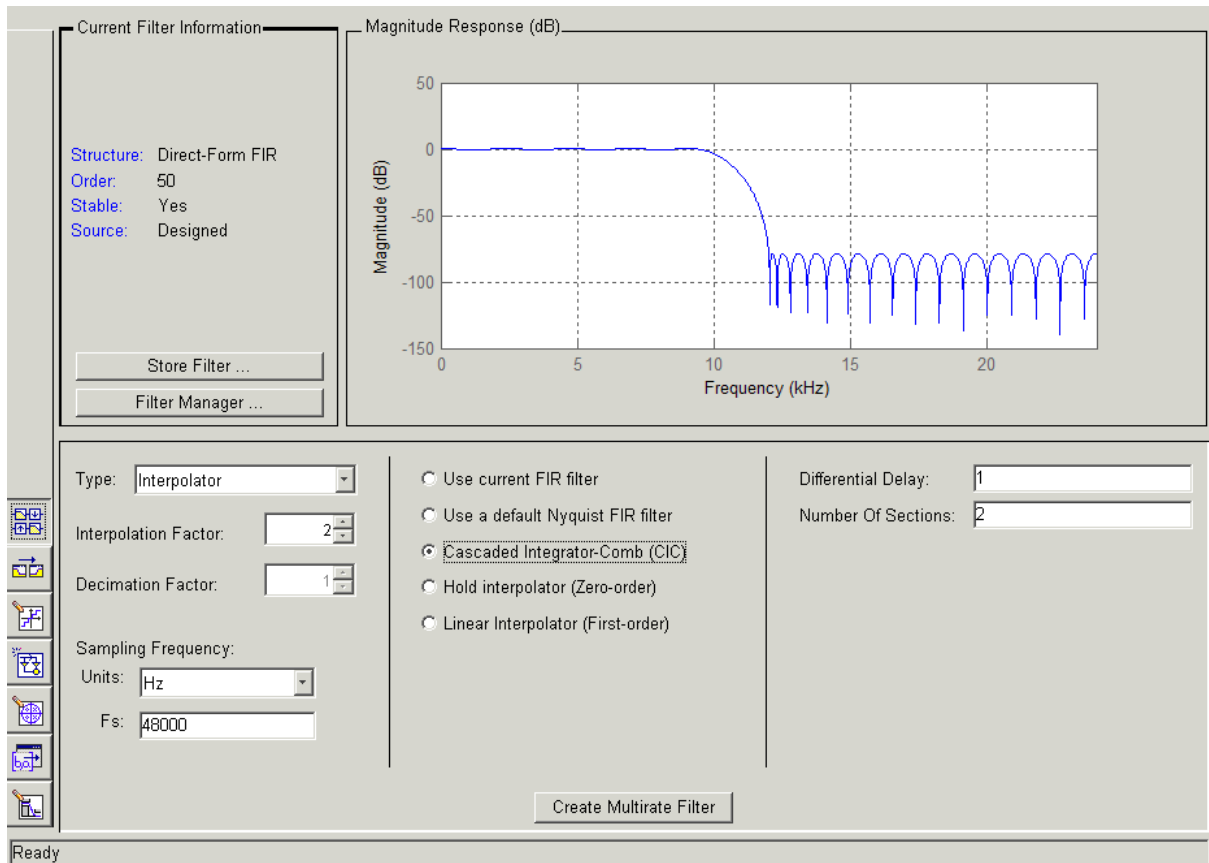 Current Filter Information
Structure: Direct-Form FIR
Order: 50
Stable: Yes
Source: Designed
Store Filter ...
Filter Manager ...
Magnitude Response (dB)
50
0
-50
-100
-150
Magnitude (dB)
0 5 10 15 20
Frequency (kHz)
Type: Interpolator
Interpolation Factor: 2
Decimation Factor: 1
Sampling Frequency:
Units: Hz
Fs: 48000
Use current FIR filter
Use a default Nyquist FIR filter
Cascaded Integrator-Comb (CIC)
Hold interpolator (Zero-order)
Linear Interpolator (First-order)
Differential Delay: 1
Number Of Sections: 2
Create Multirate Filter
Ready